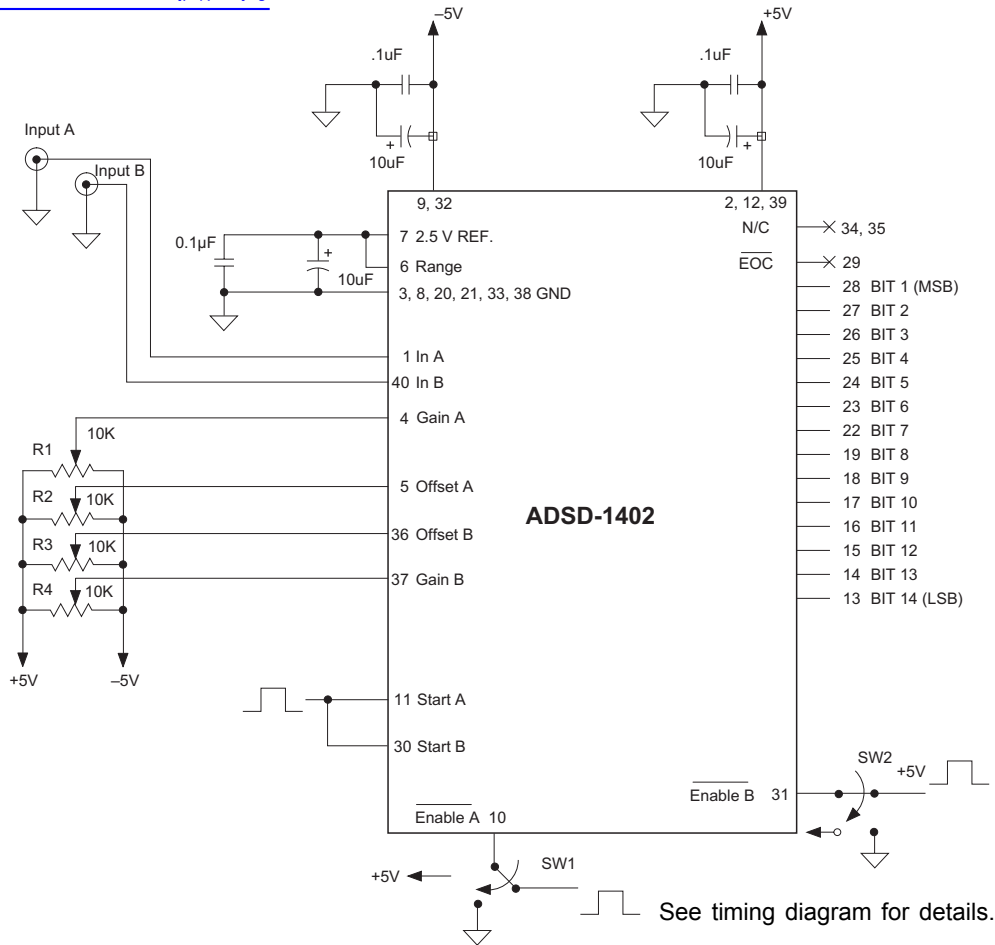 –5V
+5V
.1uF
.1uF
+
10uF
10uF
+
Input A
Input B
9, 32
2, 12, 39
7 2.5 V REF.
6 Range
3, 8, 20, 21, 33, 38 GND
0.1µF
+
10uF
1 In A
40 In B
4 Gain A
5 Offset A
36 Offset B
37 Gain B
R1
10K
R2
10K
R3
10K
R4
10K
+5V
–5V
11 Start A
30 Start B
ADSD-1402
N/C
34, 35
EOC
29
28 BIT 1 (MSB)
27 BIT 2
26 BIT 3
25 BIT 4
24 BIT 5
23 BIT 6
22 BIT 7
19 BIT 8
18 BIT 9
17 BIT 10
16 BIT 11
15 BIT 12
14 BIT 13
13 BIT 14 (LSB)
Enable B 31
SW2
+5V
Enable A 10
+5V
SW1
See timing diagram for details.